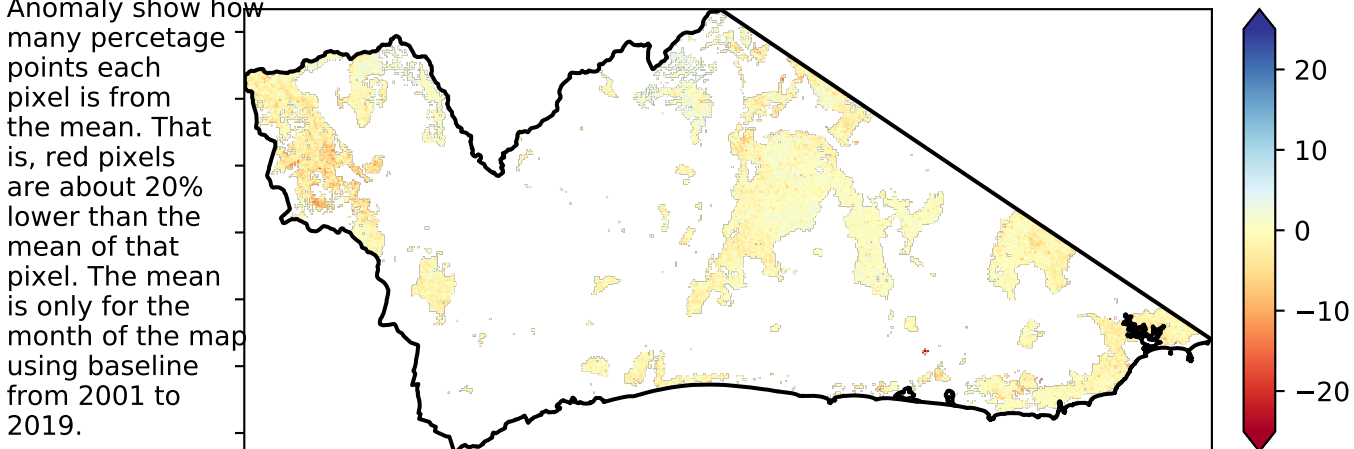 Anomaly show how
many percetage
points each
pixel is from
the mean. That
is, red pixels
are about 20%
lower than the
mean of that
pixel. The mean
is only for the
month of the map
using baseline
from 2001 to
2019.
20
10
0
−10
−20